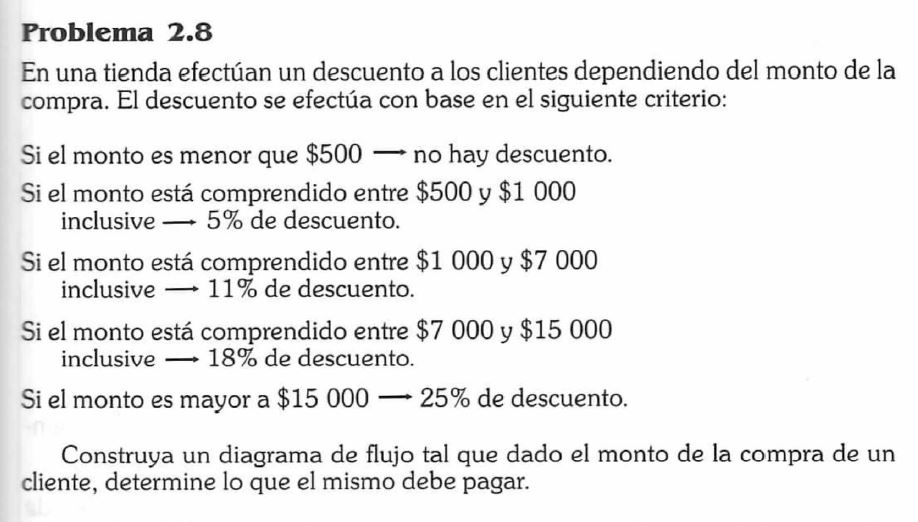 Problema 2.8
En una tienda efectúan un descuento a los clientes dependiendo del monto de la
compra. El descuento se efectúa con base en el siguiente criterio:
Si el monto es menor que $500 → no hay descuento.
Si el monto está comprendido entre $500 y $1 000
inclusive → 5% de descuento.
Si el monto está comprendido entre $1 000 y $7 000
inclusive → 11% de descuento.
Si el monto está comprendido entre $7 000 y $15 000
inclusive → 18% de descuento.
Si el monto es mayor a $15 000 → 25% de descuento.
Construya un diagrama de flujo tal que dado el monto de la compra de un
cliente, determine lo que el mismo debe pagar.